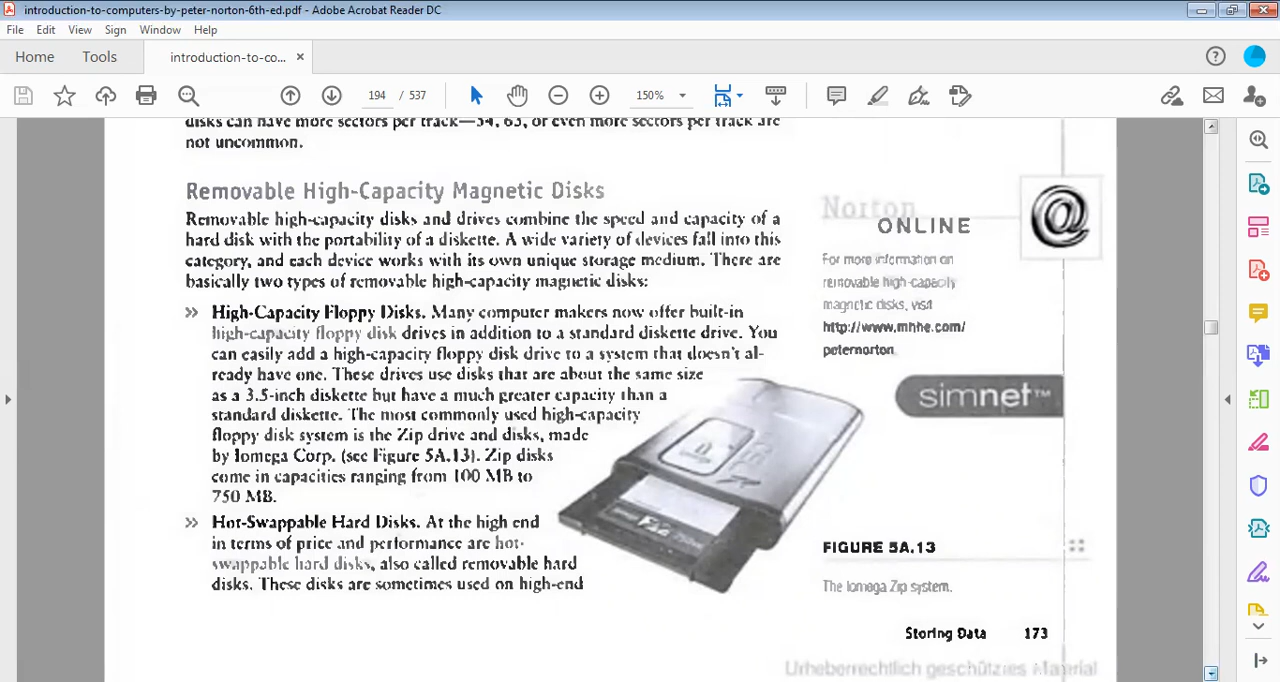 introduction-to-computers-by-peter-norton-6th-ed.pdf - Adobe Acrobat Reader DC
File Edit View Sign Window Help
Home Tools introduction-to-co... ×
194 / 537 150%
disks can have more sectors per track—54, 63, or even more sectors per track are
not uncommon.
Removable High-Capacity Magnetic Disks
Removable high-capacity disks and drives combine the speed and capacity of a
hard disk with the portability of a diskette. A wide variety of devices fall into this
category, and each device works with its own unique storage medium. There are
basically two types of removable high-capacity magnetic disks:
» High-Capacity Floppy Disks. Many computer makers now offer built-in
high-capacity floppy disk drives in addition to a standard diskette drive. You
can easily add a high-capacity floppy disk drive to a system that doesn't al-
ready have one. These drives use disks that are about the same size
as a 3.5-inch diskette but have a much greater capacity than a
standard diskette. The most commonly used high-capacity
floppy disk system is the Zip drive and disks, made
by Iomega Corp. (see Figure 5A.13). Zip disks
come in capacities ranging from 100 MB to
750 MB.
» Hot-Swappable Hard Disks. At the high end
in terms of price and performance are hot-
swappable hard disks, also called removable hard
disks. These disks are sometimes used on high-end
Norton
ONLINE
@
For more information on
removable high-capacity
magnetic disks, visit
http://www.mhhe.com/
peternorton
simnet™
FIGURE 5A.13
The Iomega Zip system.
Storing Data 173
Urheberrechtlich geschütztes Material